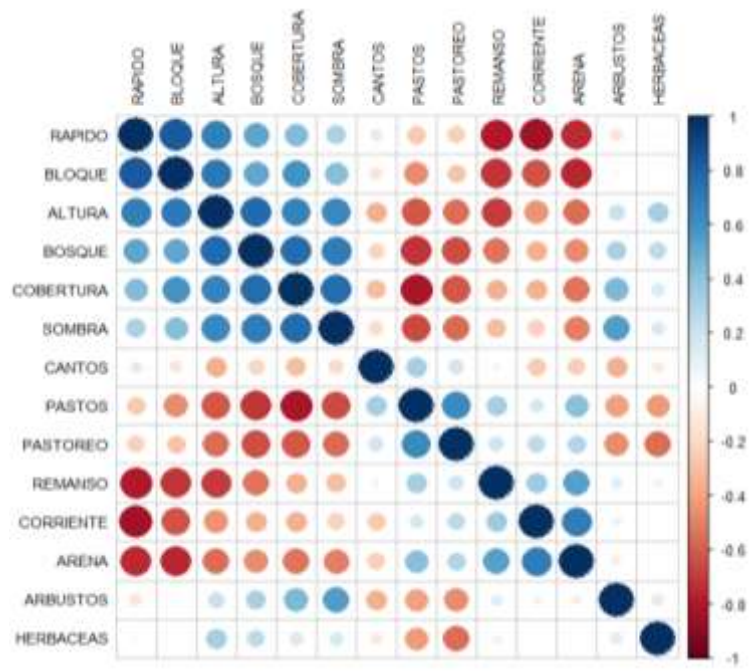 RAPIDO
BLOQUE
ALTURA
BOSQUE
COBERTURA
SOMBRA
CANTOS
PASTOS
PASTOREO
REMANSO
CORRIENTE
ARENA
ARBUSTOS
HERBACEAS
RAPIDO
BLOQUE
ALTURA
BOSQUE
COBERTURA
SOMBRA
CANTOS
PASTOS
PASTOREO
REMANSO
CORRIENTE
ARENA
ARBUSTOS
HERBACEAS
1
0.8
0.6
0.4
0.2
0
-0.2
-0.4
-0.6
-0.8
-1